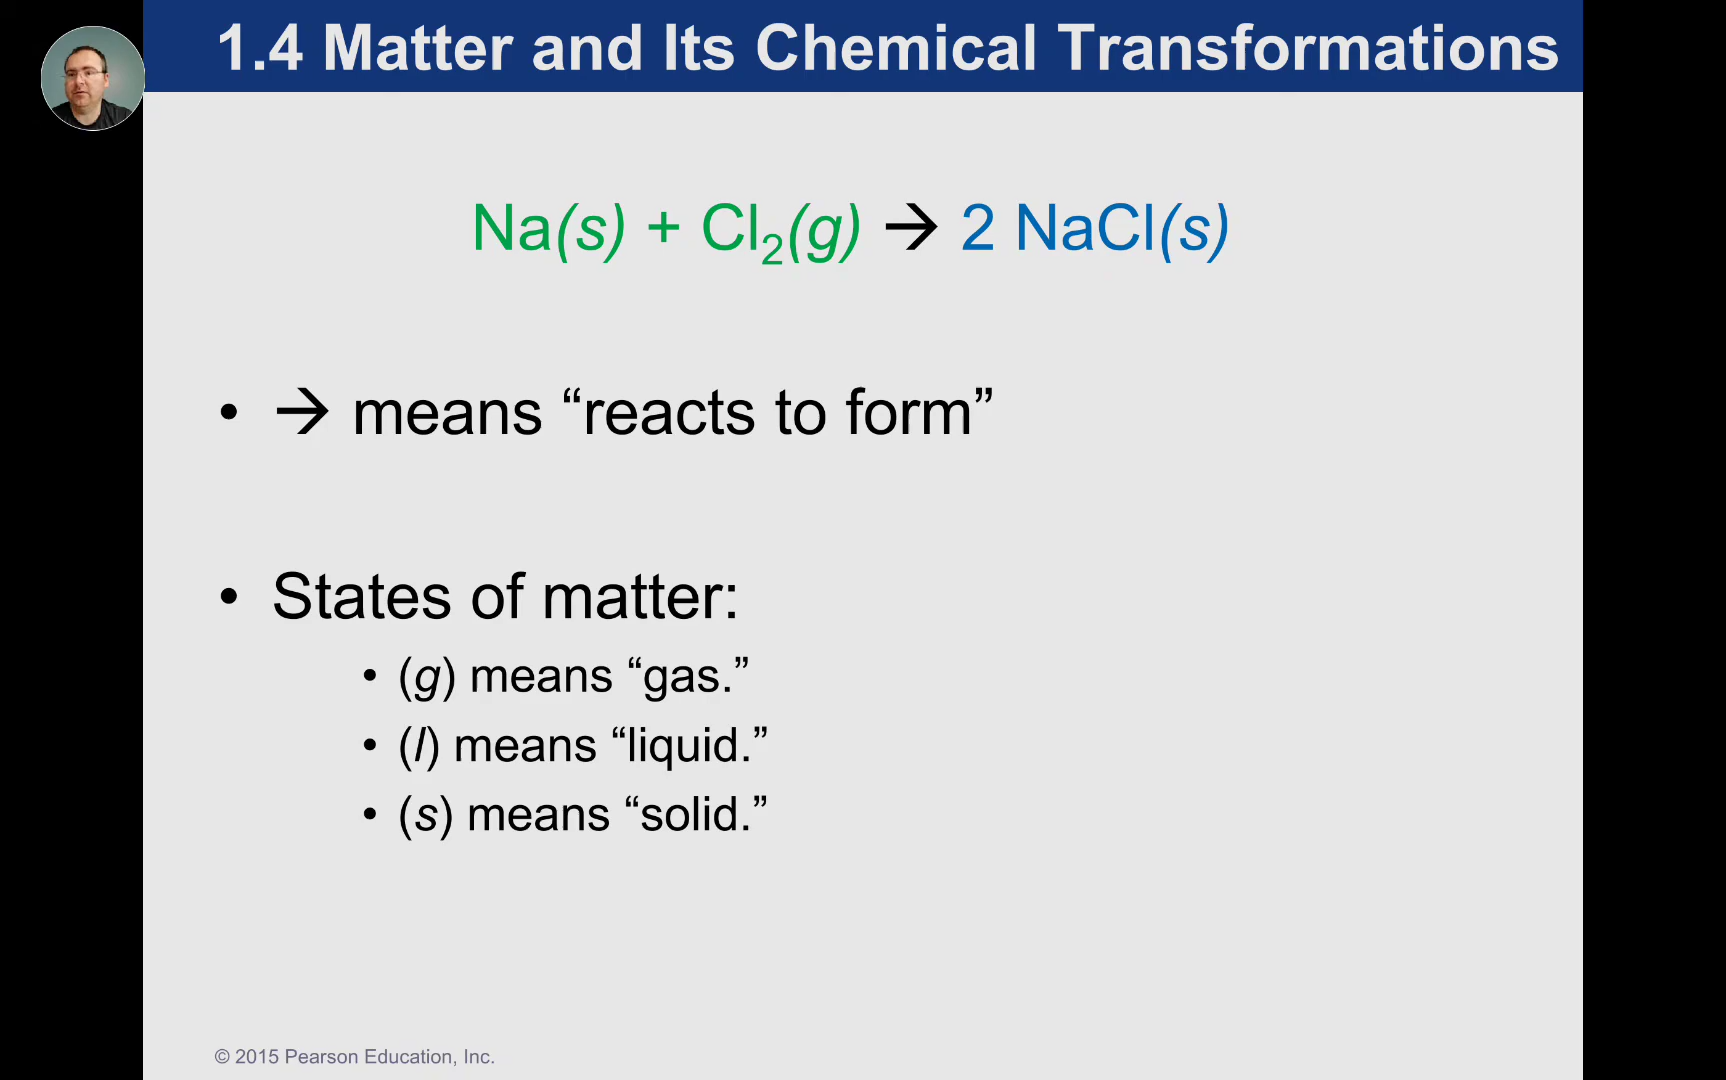 1.4 Matter and Its Chemical Transformations
Na(s) + Cl₂(g) → 2 NaCl(s)
• → means “reacts to form”
• States of matter:
• (g) means “gas.”
• (l) means “liquid.”
• (s) means “solid.”
© 2015 Pearson Education, Inc.